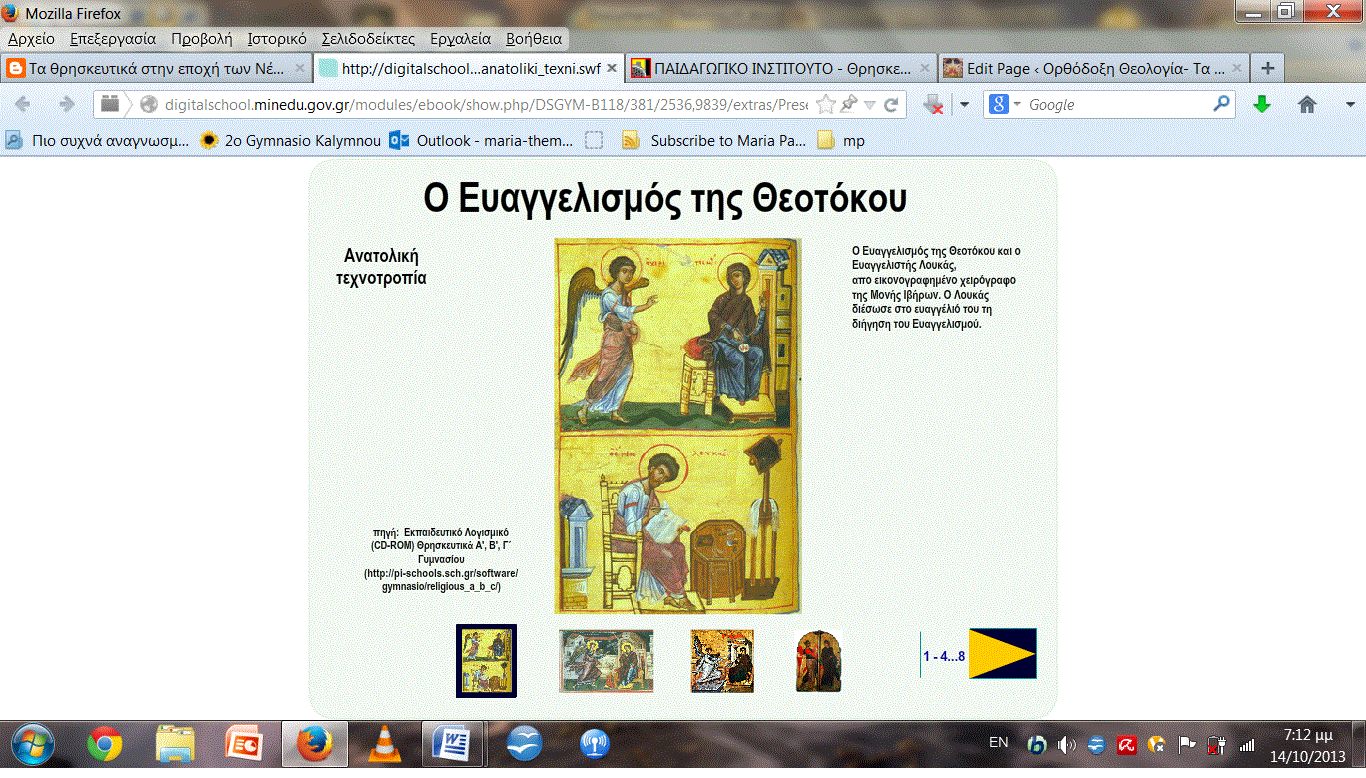 Mozilla Firefox
Αρχείο Επεξεργασία Προβολή Ιστορικό Σελιδοδείκτες Εργαλεία Βοήθεια
Τα θρησκευτικά στην εποχή των Νέ... http://digitalschool...anatoliki_texni.swf ΠΑΙΔΑΓΩΓΙΚΟ ΙΝΣΤΙΤΟΥΤΟ - Θρησκε... Edit Page ‹ Ορθόδοξη Θεολογία- Τα ...
digitalschool.minedu.gov.gr/modules/ebook/show.php/DSGYM-B118/381/2536,9839/extras/Prese Google
Πιο συχνά αναγνωσμ... 2o Gymnasio Kalymnou Outlook - maria-them... Subscribe to Maria Pa... mp
Ο Ευαγγελισμός της Θεοτόκου
Ανατολική
τεχνοτροπία
Ο Ευαγγελισμός της Θεοτόκου και ο
Ευαγγελιστής Λουκάς,
απο εικονογραφημένο χειρόγραφο
της Μονής Ιβήρων. Ο Λουκάς
διέσωσε στο ευαγγέλιό του τη
διήγηση του Ευαγγελισμού.
πηγή: Εκπαιδευτικό Λογισμικό
(CD-ROM) Θρησκευτικά Α', Β', Γ΄
Γυμνασίου
(http://pi-schools.sch.gr/software/
gymnasio/religious_a_b_c/)
1 - 4...8
EN
7:12 μμ
14/10/2013